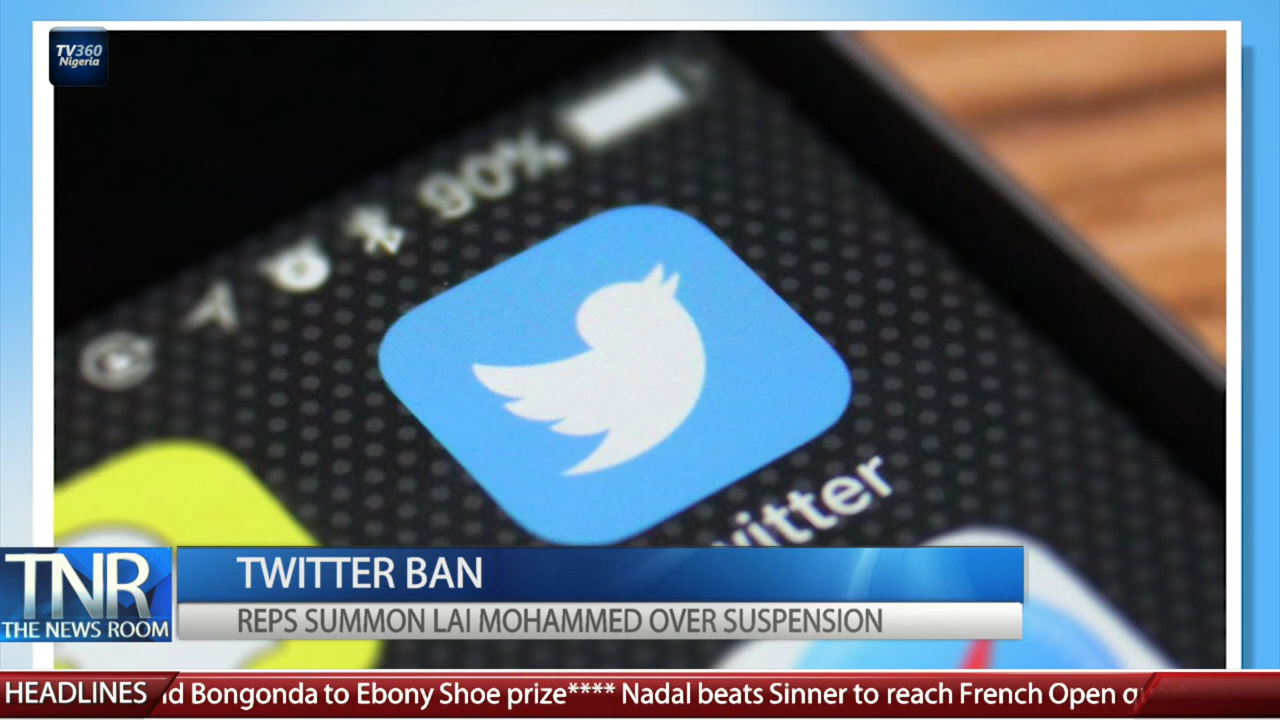 TV360
Nigeria
90%
TWITTER BAN
TNR
THE NEWS ROOM
REPS SUMMON LAI MOHAMMED OVER SUSPENSION
HEADLINES
Bongonda to Ebony Shoe prize**** Nadal beats Sinner to reach French Open